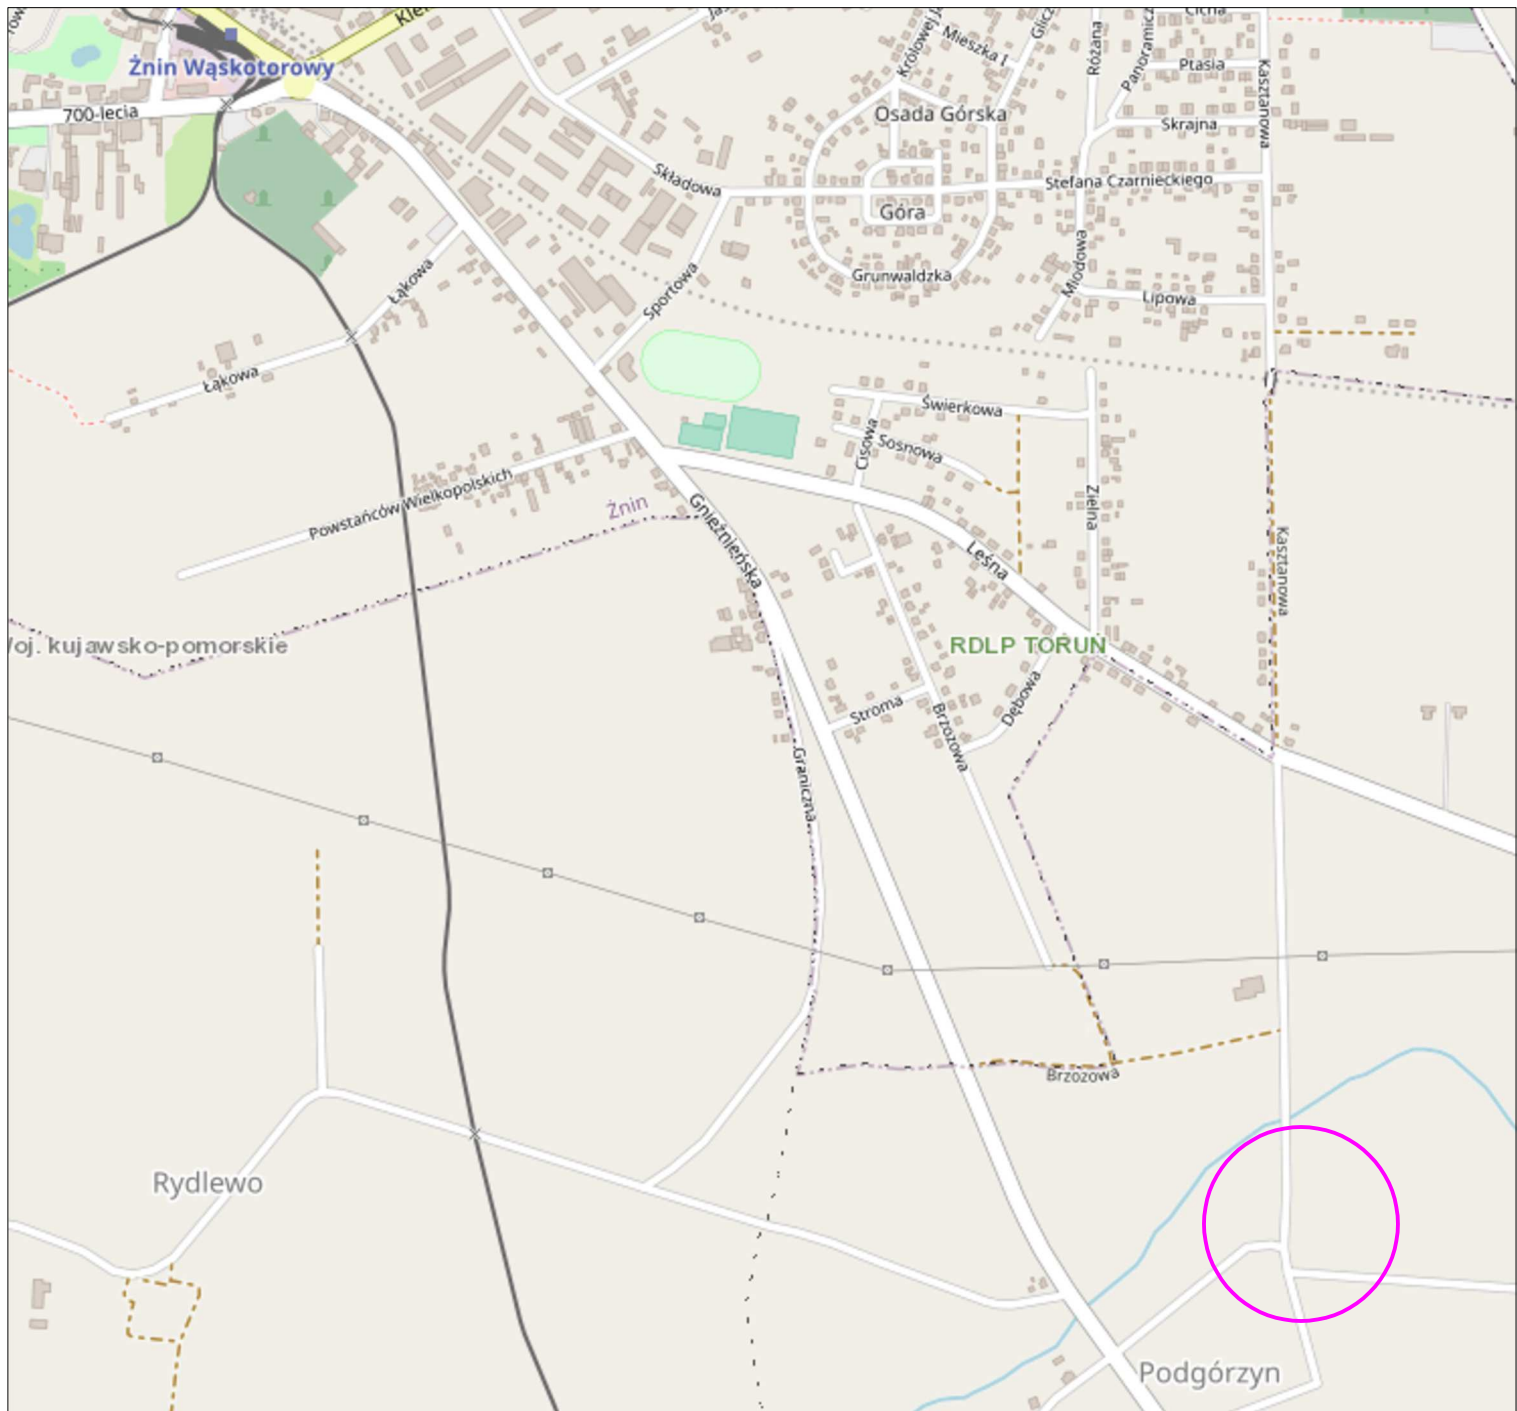 Królowej J
Mieszka I
Różana
Panoramicz
Cicha
Żnin Wąskotorowy
Ptasia
Kasztanowa
700-lecia
Osada Górska
Skrajna
Składowa
Stefana Czarnieckiego
Góra
Miodowa
Grunwaldzka
Łąkowa
Sportowa
Lipowa
Łąkowa
Świerkowa
Cisowa
Sosnowa
Powstańców Wielkopolskich
Żnin
Gnieźnieńska
Zielna
Leśna
Kasztanowa
oj. kujawsko-pomorskie
RDLP TORUŃ
Stroma
Dębowa
Brzozowa
Graniczna
Brzozowa
Rydlewo
Podgórzyn